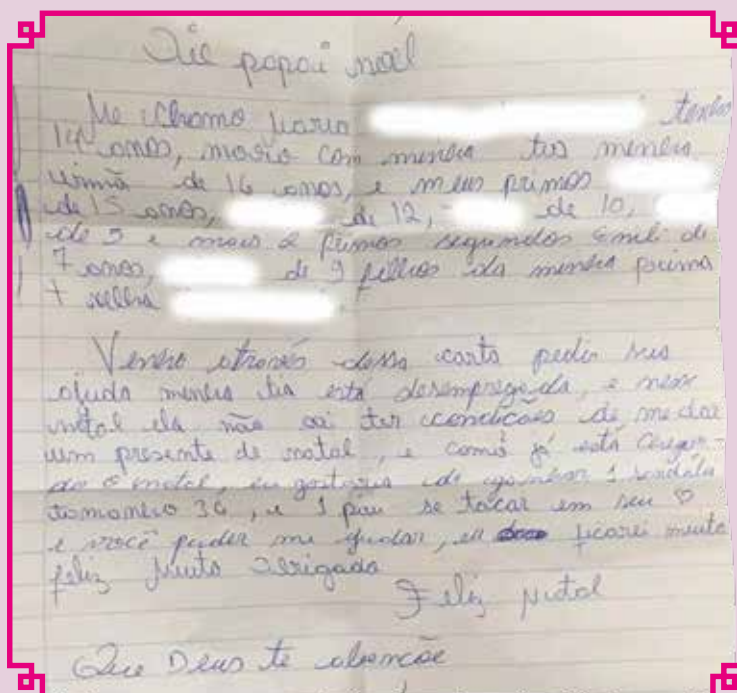 Oie papai noel
Me chamo Maria tenho
14 anos, moro com minha tia minha
irmã de 16 anos, e meus primos
de 15 anos, de 12, de 10,
de 5 e mais 2 primos segundos Emili de
7 anos, de 9 filhos da minha prima
+ velha
Venho através dessa carta pedir sua
ajuda minha tia está desempregada, e nesse
natal ela não vai ter condições de me dar
um presente de natal, e como já está chegan-
do o natal, eu gostaria de ganhar 1 sandália
tamanho 36, e 1 se tocar em seu ♡
e você puder me ajudar, eu ficarei muito
feliz Muito obrigada
Feliz natal
Que Deus te abençoe